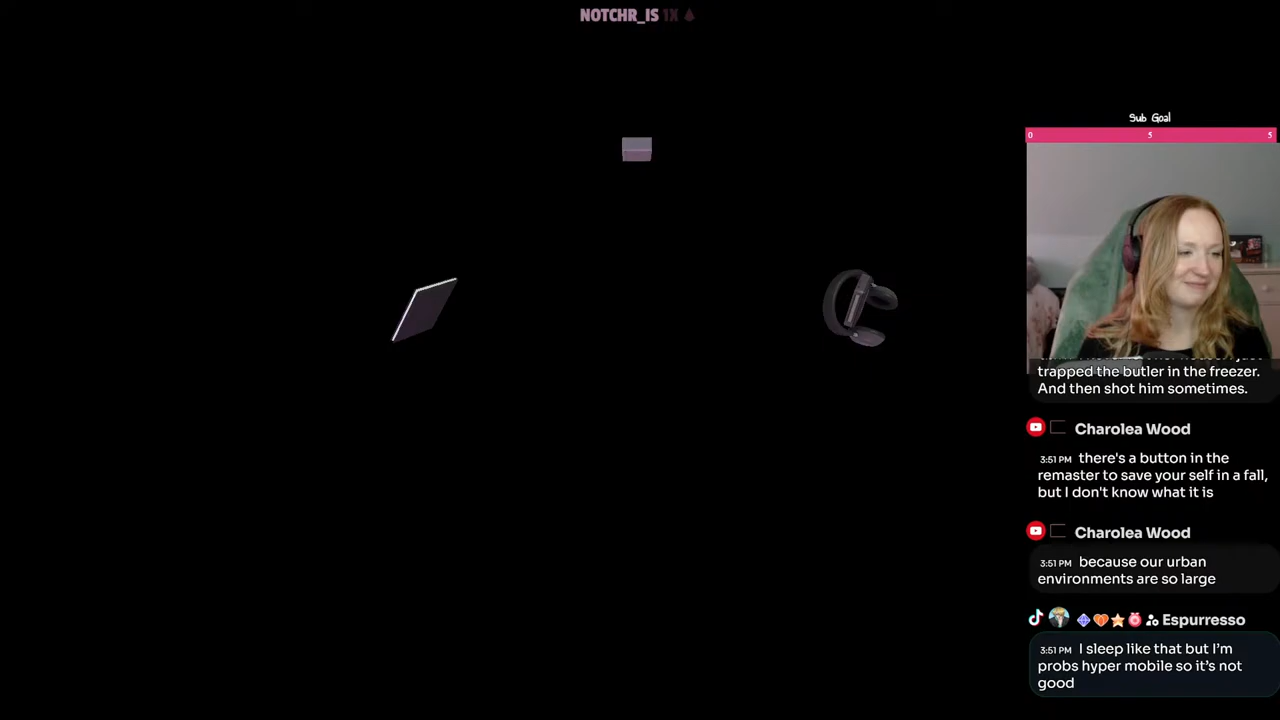 NOTCHR_IS 1X
Sub Goal
0 5 5
trapped the butler in the freezer.
And then shot him sometimes.
Charolea Wood
3:51 PM there's a button in the
remaster to save your self in a fall,
but I don't know what it is
Charolea Wood
3:51 PM because our urban
environments are so large
Espurresso
3:51 PM I sleep like that but I'm
probs hyper mobile so it's not
good